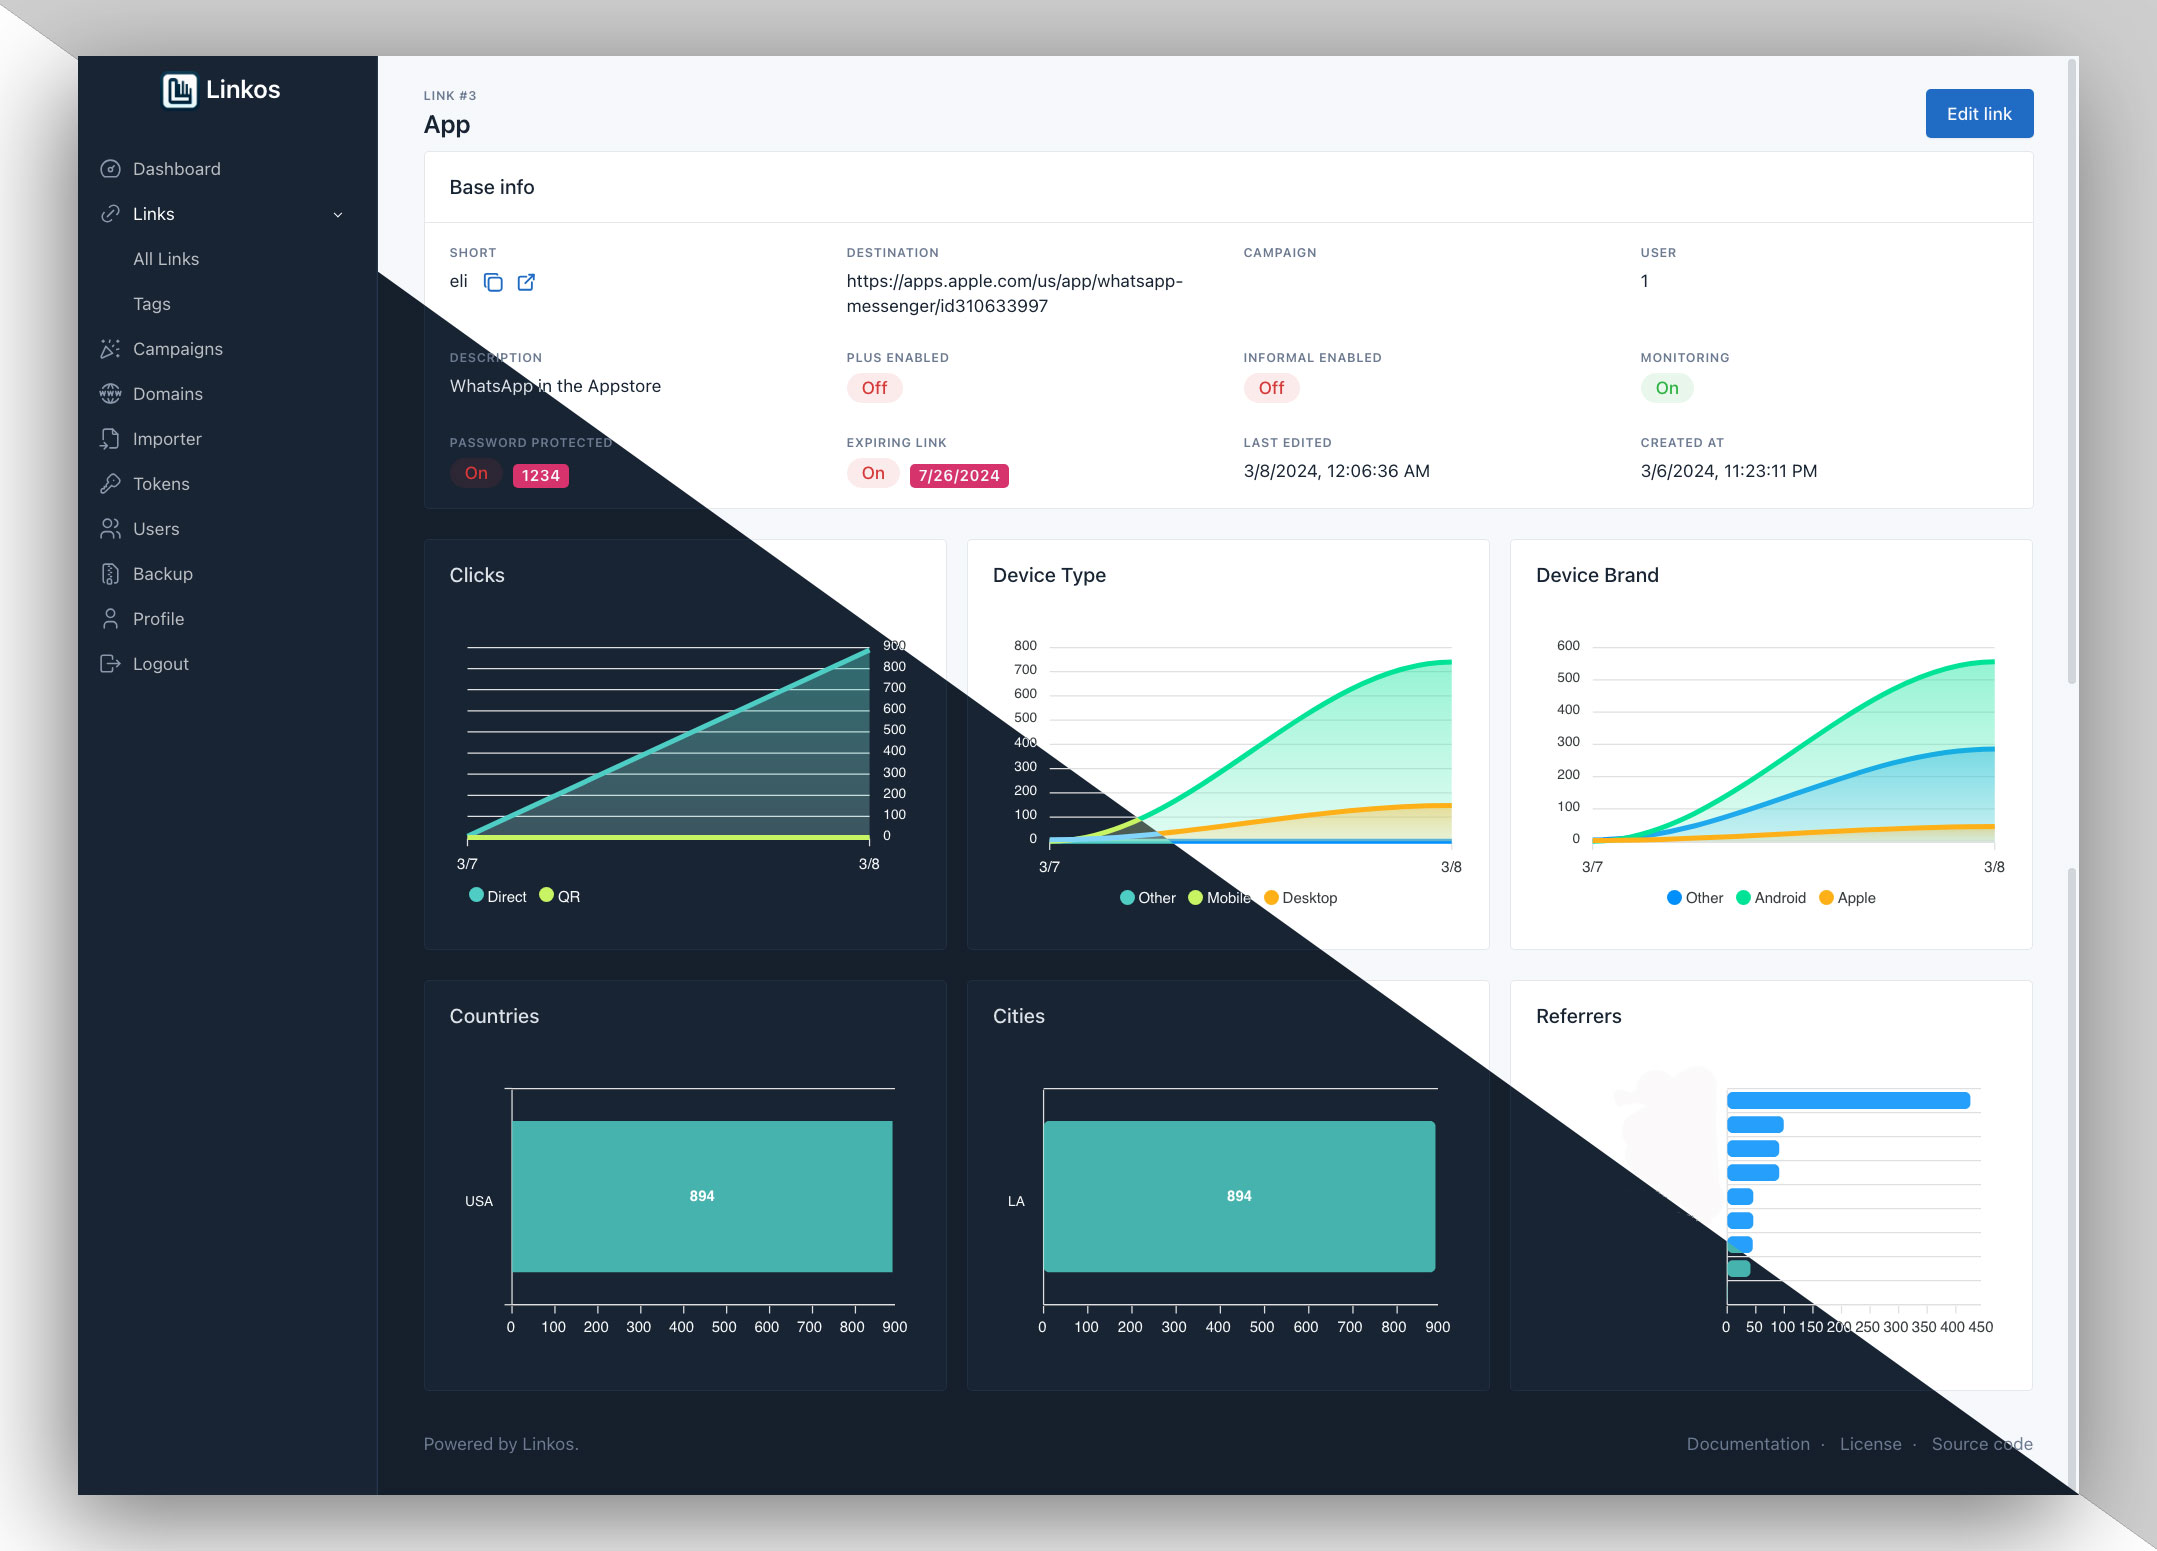 Linkos
Dashboard
Links
All Links
Tags
Campaigns
Domains
Importer
Tokens
Users
Backup
Profile
Logout
LINK #3
App
Edit link
Base info
SHORT
eli
DESTINATION
https://apps.apple.com/us/app/whatsapp-
messenger/id310633997
CAMPAIGN
USER
1
DESCRIPTION
WhatsApp in the Appstore
PLUS ENABLED
Off
INFORMAL ENABLED
Off
MONITORING
On
PASSWORD PROTECTED
On 1234
EXPIRING LINK
On 7/26/2024
LAST EDITED
3/8/2024, 12:06:36 AM
CREATED AT
3/6/2024, 11:23:11 PM
Clicks
900
800
700
600
500
400
300
200
100
0
3/7 3/8
Direct QR
Device Type
800
700
600
500
400
300
200
100
0
3/7 3/8
Other Mobile Desktop
Device Brand
600
500
400
300
200
100
0
3/7 3/8
Other Android Apple
Countries
USA
894
0 100 200 300 400 500 600 700 800 900
Cities
LA
894
0 100 200 300 400 500 600 700 800 900
Referrers
0 50 100 150 200 250 300 350 400 450
Powered by Linkos.
Documentation · License · Source code